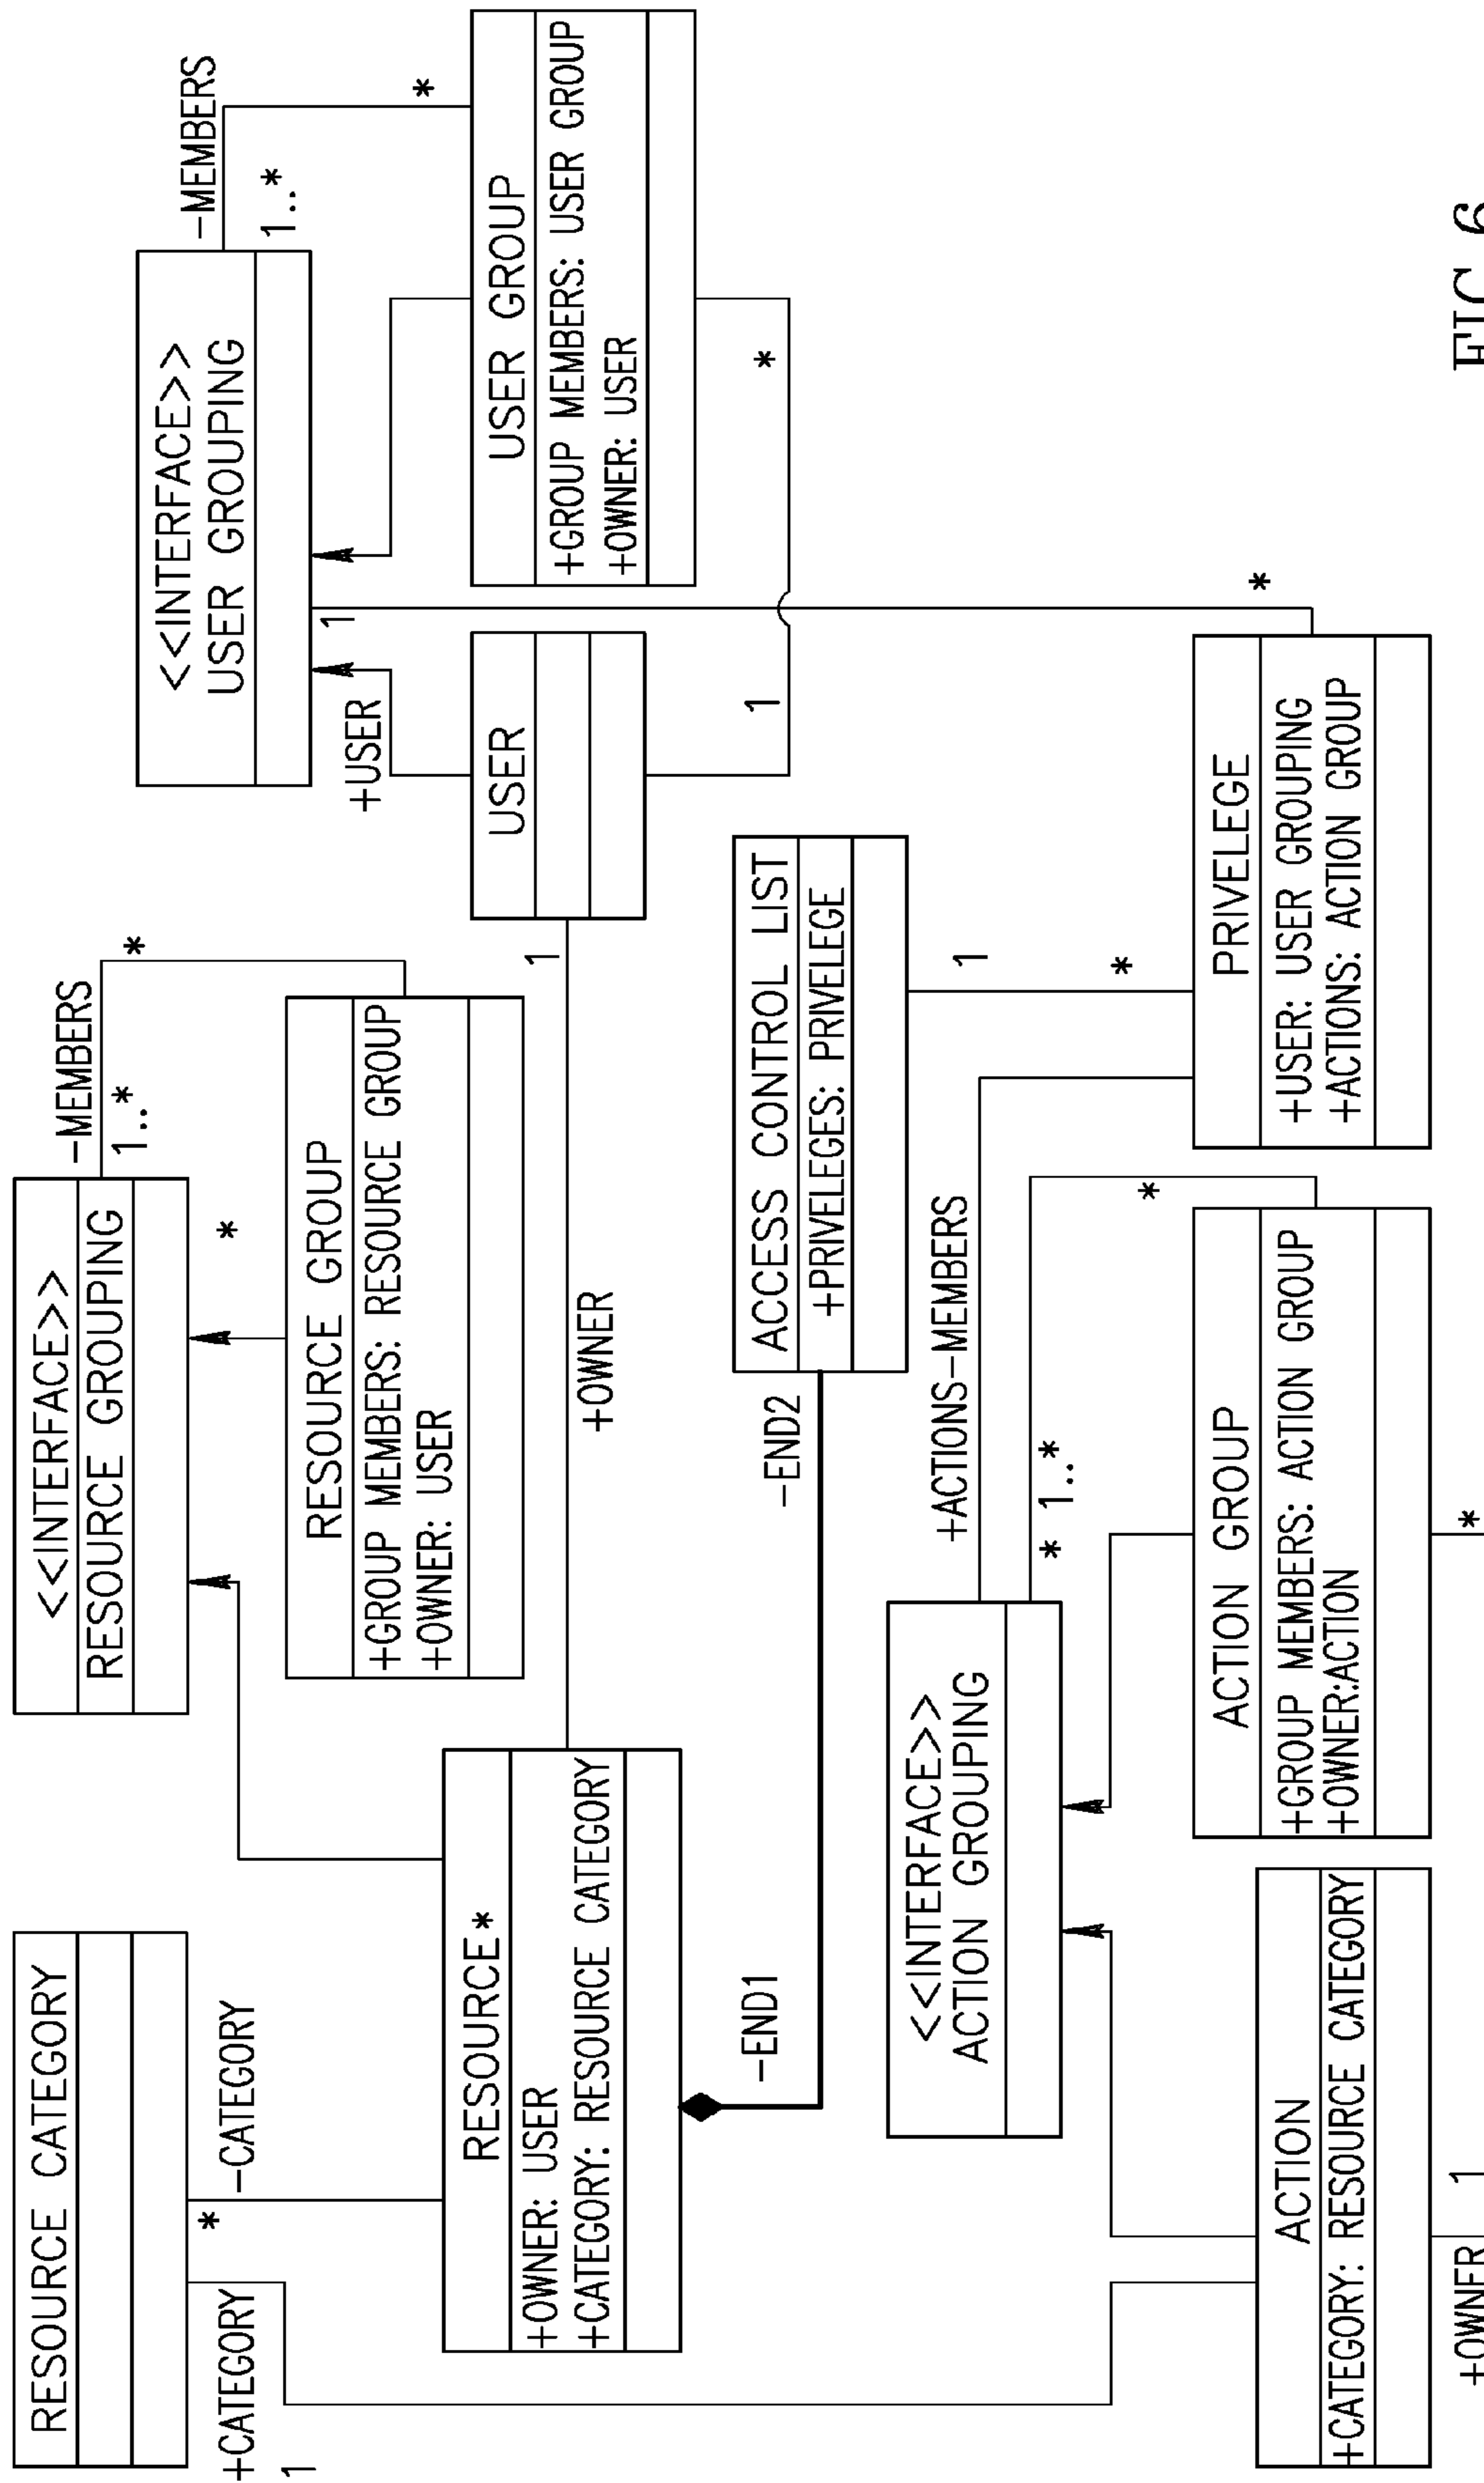 RESOURCE CATEGORY
<<INTERFACE>>
RESOURCE GROUPING
-MEMBERS
1..*
*
*
<<INTERFACE>>
USER GROUPING
-MEMBERS
1..*
*
+CATEGORY
1
*
-CATEGORY
RESOURCE GROUP
+GROUP MEMBERS: RESOURCE GROUP
+OWNER: USER
+USER
1
RESOURCE*
+OWNER: USER
+CATEGORY: RESOURCE CATEGORY
+OWNER
1
USER
USER GROUP
+GROUP MEMBERS: USER GROUP
+OWNER: USER
1
*
-END1
-END2
ACCESS CONTROL LIST
+PRIVELEGES: PRIVELEGE
<<INTERFACE>>
ACTION GROUPING
+ACTIONS-MEMBERS
* 1..*
*
1
*
*
ACTION
+CATEGORY: RESOURCE CATEGORY
ACTION GROUP
+GROUP MEMBERS: ACTION GROUP
+OWNER:ACTION
PRIVELEGE
+USER: USER GROUPING
+ACTIONS: ACTION GROUP
+OWNER
1
*